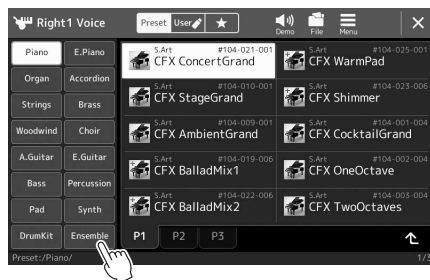 Right1 Voice
Preset User ★ Demo File Menu
Piano E.Piano
Organ Accordion
Strings Brass
Woodwind Choir
A.Guitar E.Guitar
Bass Percussion
Pad Synth
DrumKit Ensemble
S.Art #104-021-001
CFX ConcertGrand
S.Art #104-025-001
CFX WarmPad
S.Art #104-010-001
CFX StageGrand
S.Art #104-023-006
CFX Shimmer
S.Art #104-009-001
CFX AmbientGrand
S.Art #104-01-004
CFX CocktailGrand
S.Art #104-019-006
CFX BalladMix1
S.Art #104-002-004
CFX OneOctave
S.Art #104-022-006
CFX BalladMix2
S.Art #104-003-004
CFX TwoOctaves
P1 P2 P3
Preset:/Piano/ 1/3